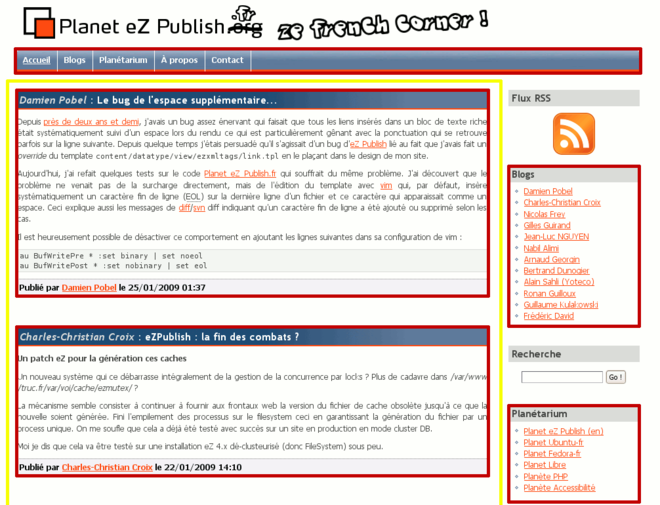 Planet eZ Publish.org .fr ze french corner !
Accueil Blogs Planétarium À propos Contact
Damien Pobel : Le bug de l'espace supplémentaire...
Depuis près de deux ans et demi, j'avais un bug assez énervant qui faisait que tous les liens insérés dans un bloc de texte riche
était systématiquement suivi d'un espace lors du rendu ce qui est particulièrement gênant avec la ponctuation qui se retrouve
parfois sur la ligne suivante. Depuis quelque temps j'étais persuadé qu'il s'agissait d'un bug d'eZ Publish lié au fait que j'avais fait un
override du template content/datatype/view/ezxmltags/link.tpl en le plaçant dans le design de mon site.
Aujourd'hui, j'ai refait quelques tests sur le code Planet eZ Publish.fr qui souffrait du même problème. J'ai découvert que le
problème ne venait pas de la surcharge directement, mais de l'édition du template avec vim qui, par défaut, insère
systématiquement un caractère fin de ligne (EOL) sur la dernière ligne d'un fichier et ce caractère qui apparaissait comme un
espace. Ceci explique aussi les messages de diff/svn diff indiquant qu'un caractère fin de ligne a été ajouté ou supprimé selon les
cas.
Il est heureusement possible de désactiver ce comportement en ajoutant les lignes suivantes dans sa configuration de vim :
au BufWritePre * :set binary | set noeol
au BufWritePost * :set nobinary | set eol
Publié par Damien Pobel le 25/01/2009 01:37
Charles-Christian Croix : eZPublish : la fin des combats ?
Un patch eZ pour la génération ces caches
Un nouveau système qui ce débarrasse intégralement de la gestion de la concurrence par locks ? Plus de cadavre dans /var/www
/truc.fr/var/voi/cache/ezmutex/ ?
La mécanisme semble consister à continuer à fournir aux frontaux web la version du fichier de cache obsolète jusqu'à ce que la
nouvelle soient générée. Fini l'empilement des processus sur le filesystem ceci en garantissant la génération du fichier par un
process unique. On me souffle que cela a déjà été testé avec succès sur un site en production en mode cluster DB.
Moi je dis que cela va être testé sur une installation eZ 4.x dé-clusteurisé (donc FileSystem) sous peu.
Publié par Charles-Christian Croix le 22/01/2009 14:10
Flux RSS
Blogs
Damien Pobel
Charles-Christian Croix
Nicolas Frey
Gilles Guirand
Jean-Luc NGUYEN
Nabil Alimi
Arnaud Georgin
Bertrand Dunogier
Alain Sahli (Yoteco)
Ronan Guilloux
Guillaume Kulakowski
Frédéric David
Recherche
Go !
Planétarium
Planet eZ Publish (en)
Planet Ubuntu-fr
Planet Fedora-fr
Planet Libre
Planète PHP
Planète Accessibilité